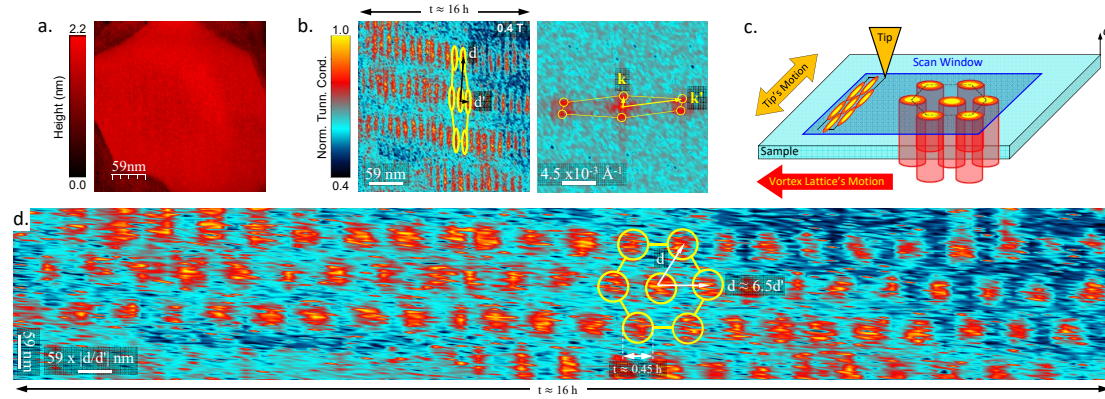 a.
2.2
Height (nm)
0.0
59nm
b.
t ≈ 16 h
1.0
Norm. Tunn. Cond.
0.4
0.4 T
d
d'
59 nm
k
k'
4.5 x10⁻³ Å⁻¹
c.
Tip
Scan Window
Tip's Motion
Sample
Vortex Lattice's Motion
d.
d
d ≈ 6.5d'
59 nm
59 x d/d' nm
t ≈ 0.45 h
t ≈ 16 h